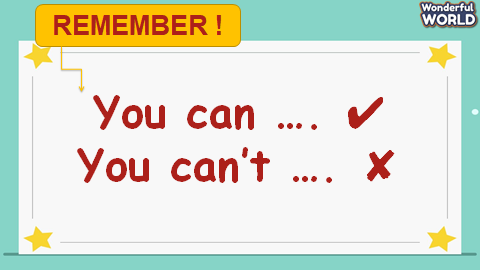 REMEMBER !
Wonderful
WORLD
You can .... ✔
You can't .... ✘